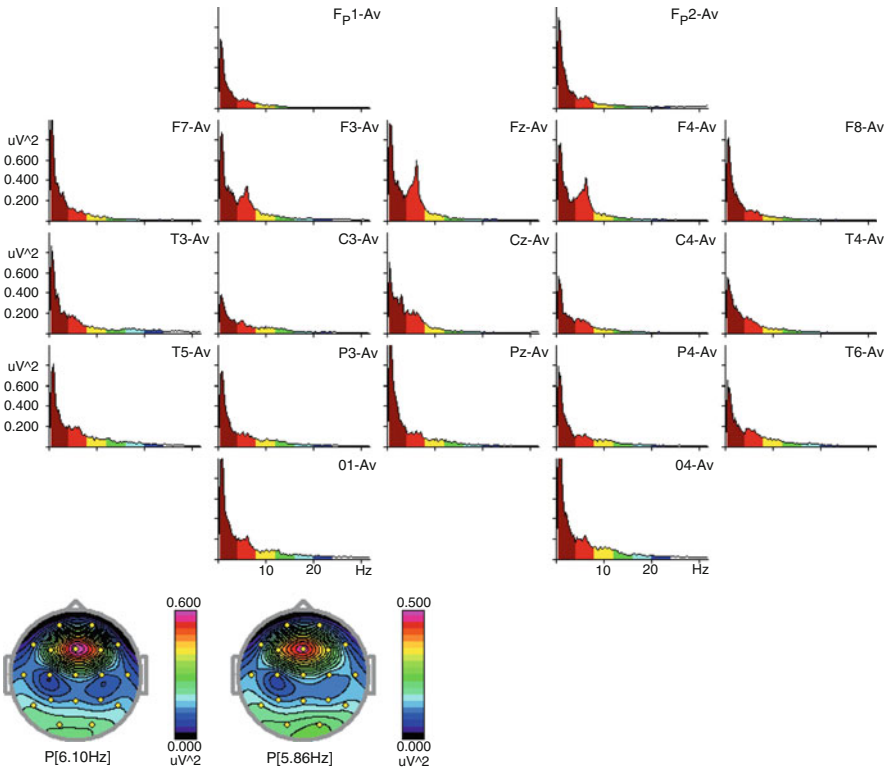 FP1-Av FP2-Av
F7-Av F3-Av Fz-Av F4-Av F8-Av
uV^2
0.600
0.400
0.200
T3-Av C3-Av Cz-Av C4-Av T4-Av
uV^2
0.600
0.400
0.200
T5-Av P3-Av Pz-Av P4-Av T6-Av
uV^2
0.600
0.400
0.200
01-Av 04-Av
10 20 Hz 10 20 Hz
0.600 0.500
0.000 0.000
P[6.10Hz] uV^2 P[5.86Hz] uV^2